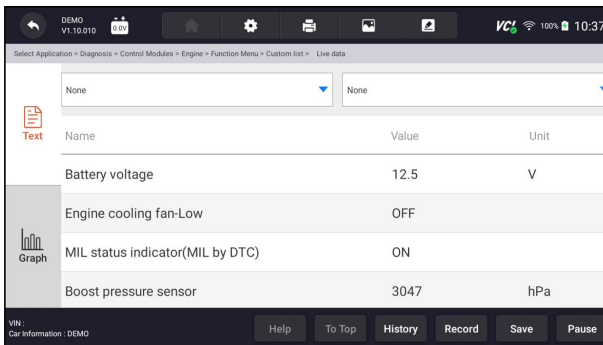 DEMO
V1.10.010
0.0V
VCI
100%
10:37
Select Application > Diagnosis > Control Modules > Engine > Function Menu > Custom list > Live data
None
None
Text
Name Value Unit
Battery voltage 12.5 V
Engine cooling fan-Low OFF
Graph
MIL status indicator(MIL by DTC) ON
Boost pressure sensor 3047 hPa
VIN :
Car Information : DEMO
Help To Top History Record Save Pause